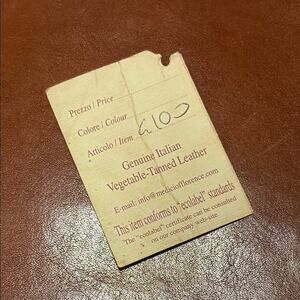 Prezzo / Price
Colore / Colour
Articolo / Item
Genuine Italian
Vegetable-Tanned Leather
E-mail: info@mediciofflorence.com
This item conforms to "ecolabel" standards
The "ecolabel" certificate can be consulted
on our company web-site